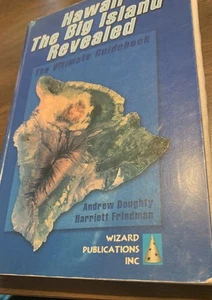 Hawaii
The Big Island
Revealed
The Ultimate Guidebook
Andrew Doughty
Harriett Friedman
WIZARD
PUBLICATIONS
INC